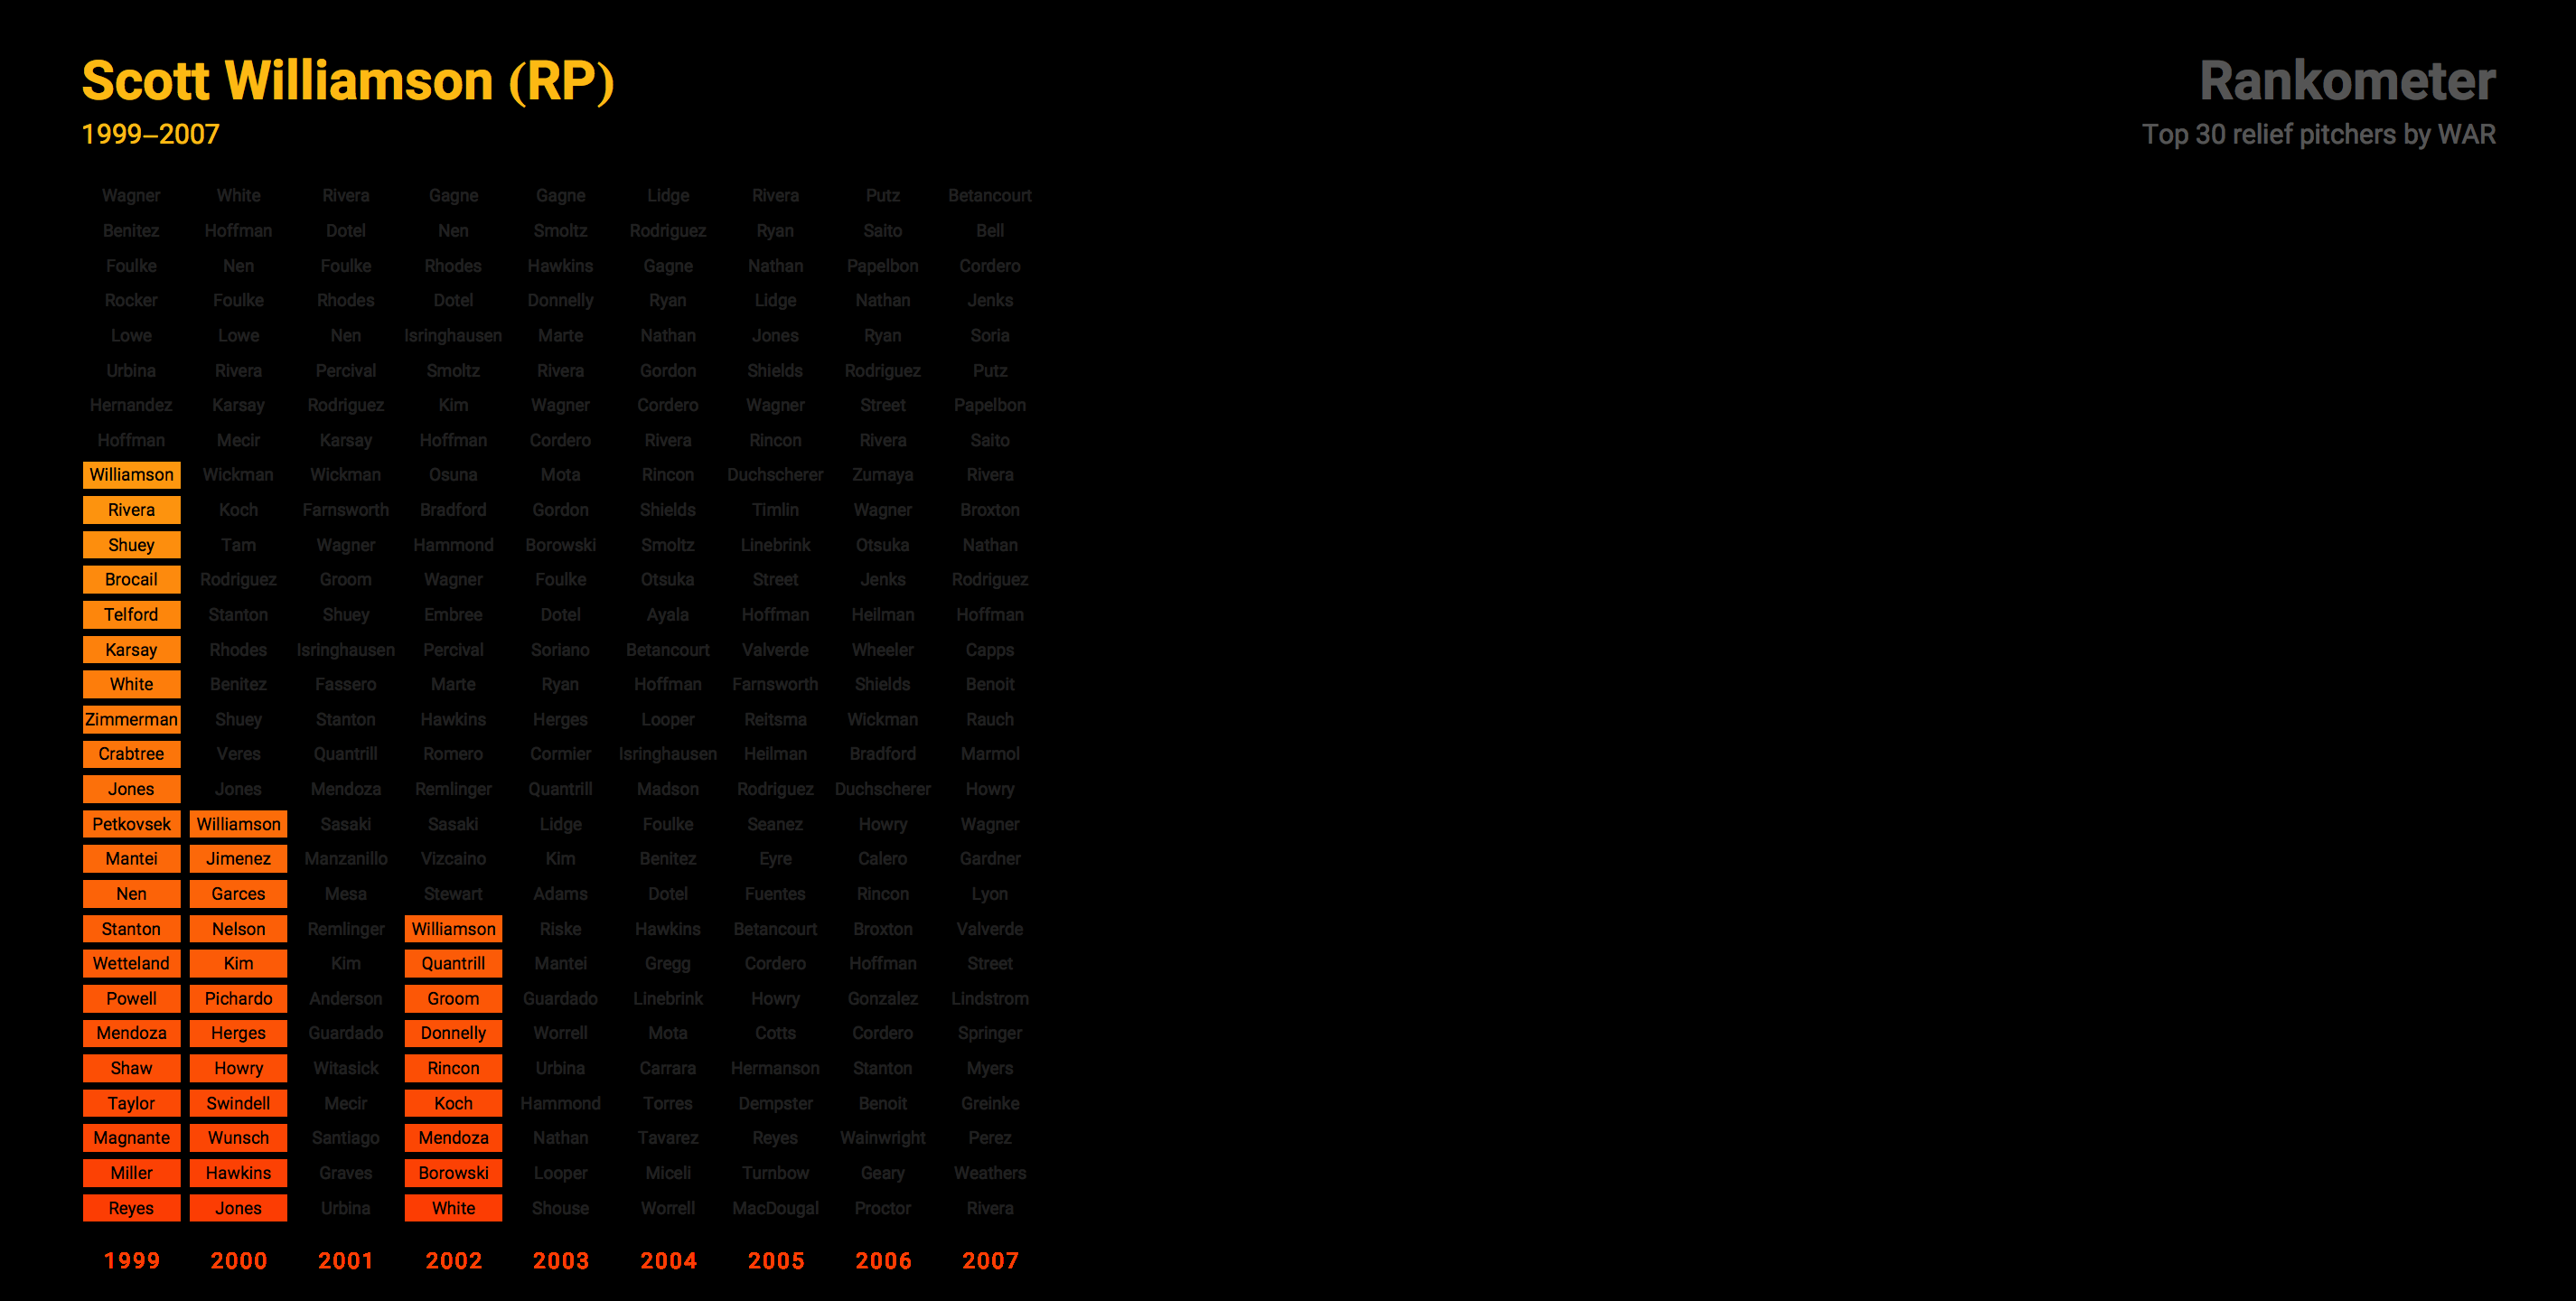 Scott Williamson (RP)
1999–2007
Rankometer
Top 30 relief pitchers by WAR
Wagner White Rivera Gagne Gagne Lidge Rivera Putz Betancourt
Benitez Hoffman Dotel Nen Smoltz Rodriguez Ryan Saito Bell
Foulke Nen Foulke Rhodes Hawkins Gagne Nathan Papelbon Cordero
Rocker Foulke Rhodes Dotel Donnelly Ryan Lidge Nathan Jenks
Lowe Lowe Nen Isringhausen Marte Nathan Jones Ryan Soria
Urbina Rivera Percival Smoltz Rivera Gordon Shields Rodriguez Putz
Hernandez Karsay Rodriguez Kim Wagner Cordero Wagner Street Papelbon
Hoffman Mecir Karsay Hoffman Cordero Rivera Rincon Rivera Saito
Williamson Wickman Wickman Osuna Mota Rincon Duchscherer Zumaya Rivera
Rivera Koch Farnsworth Bradford Gordon Shields Timlin Wagner Broxton
Shuey Tam Wagner Hammond Borowski Smoltz Linebrink Otsuka Nathan
Brocail Rodriguez Groom Wagner Foulke Otsuka Street Jenks Rodriguez
Telford Stanton Shuey Embree Dotel Ayala Hoffman Heilman Hoffman
Karsay Rhodes Isringhausen Percival Soriano Betancourt Valverde Wheeler Capps
White Benitez Fassero Marte Ryan Hoffman Farnsworth Shields Benoit
Zimmerman Shuey Stanton Hawkins Herges Looper Reitsma Wickman Rauch
Crabtree Veres Quantrill Romero Cormier Isringhausen Heilman Bradford Marmol
Jones Jones Mendoza Remlinger Quantrill Madson Rodriguez Duchscherer Howry
Petkovsek Williamson Sasaki Sasaki Lidge Foulke Seanez Howry Wagner
Mantei Jimenez Manzanillo Vizcaino Kim Benitez Eyre Calero Gardner
Nen Garces Mesa Stewart Adams Dotel Fuentes Rincon Lyon
Stanton Nelson Remlinger Williamson Riske Hawkins Betancourt Broxton Valverde
Wetteland Kim Kim Quantrill Mantei Gregg Cordero Hoffman Street
Powell Pichardo Anderson Groom Guardado Linebrink Howry Gonzalez Lindstrom
Mendoza Herges Guardado Donnelly Worrell Mota Cotts Cordero Springer
Shaw Howry Witasick Rincon Urbina Carrara Hermanson Stanton Myers
Taylor Swindell Mecir Koch Hammond Torres Dempster Benoit Greinke
Magnante Wunsch Santiago Mendoza Nathan Tavarez Reyes Wainwright Perez
Miller Hawkins Graves Borowski Looper Miceli Turnbow Geary Weathers
Reyes Jones Urbina White Shouse Worrell MacDougal Proctor Rivera
1999 2000 2001 2002 2003 2004 2005 2006 2007